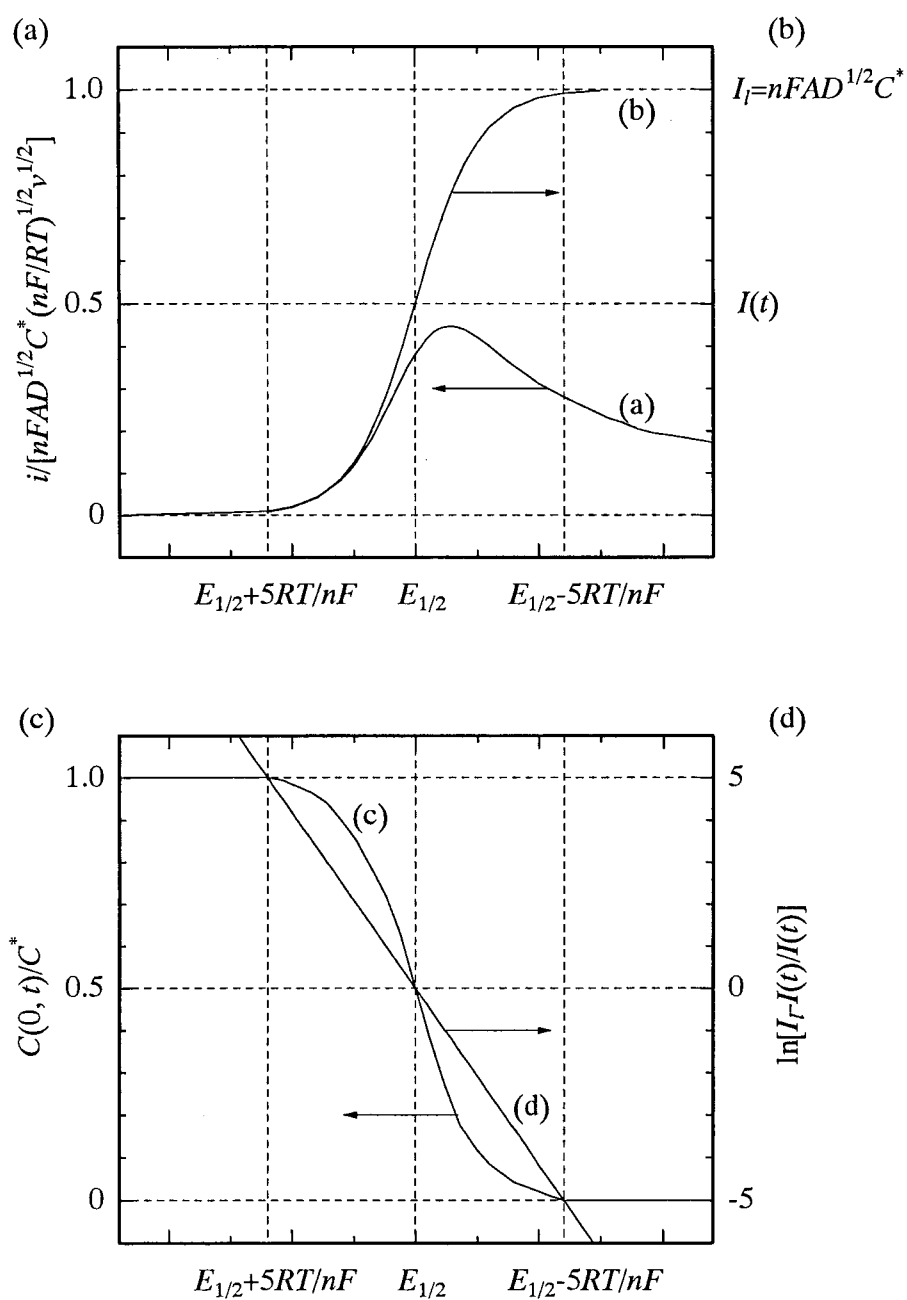 (a)
(b)
1.0
I_l=nFAD^{1/2}C^*
(b)
i/[nFAD^{1/2}C^*(nF/RT)^{1/2}v^{1/2}]
0.5
I(t)
(a)
0
E_{1/2}+5RT/nF
E_{1/2}
E_{1/2}-5RT/nF
(c)
(d)
1.0
5
(c)
C(0, t)/C^*
0.5
0
ln[I_l-I(t)/I(t)]
(d)
0
-5
E_{1/2}+5RT/nF
E_{1/2}
E_{1/2}-5RT/nF